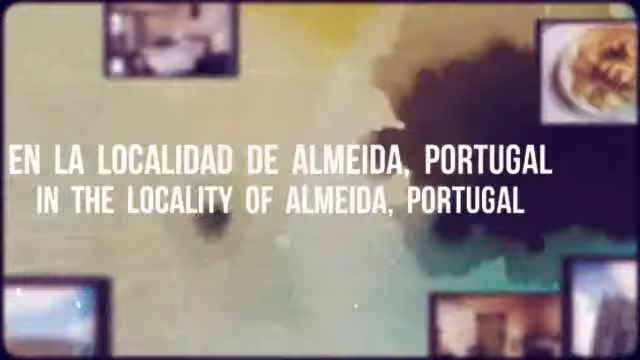 EN LA LOCALIDAD DE ALMEIDA, PORTUGAL
IN THE LOCALITY OF ALMEIDA, PORTUGAL